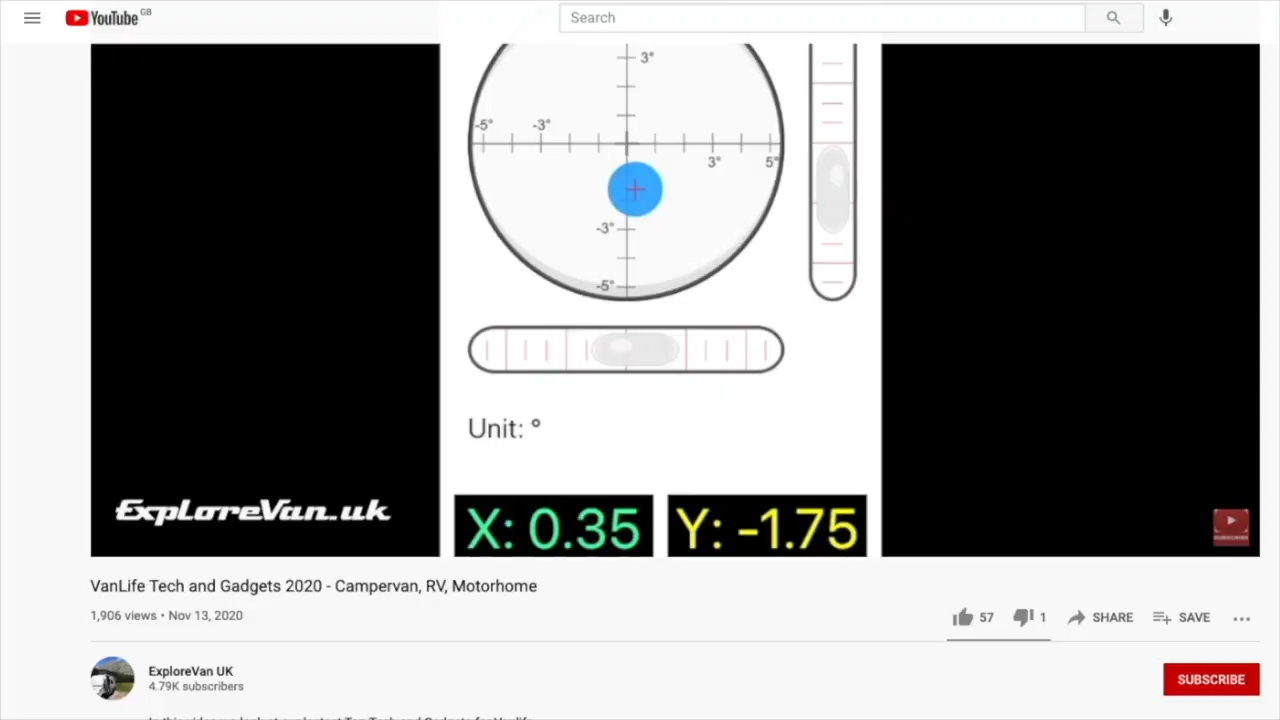 YouTube GB
Search
3°
-5° -3°
3° 5°
-3°
-5°
Unit: °
ExploreVan.uk
X: 0.35 Y: -1.75
SUBSCRIBE
VanLife Tech and Gadgets 2020 - Campervan, RV, Motorhome
1,906 views • Nov 13, 2020
57 1 SHARE SAVE
ExploreVan UK
4.79K subscribers
SUBSCRIBE